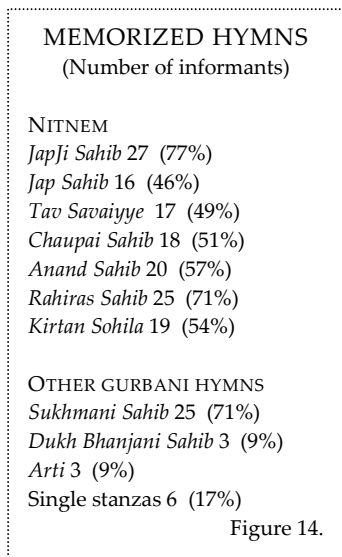 MEMORIZED HYMNS
(Number of informants)
NITNEM
JapJi Sahib 27 (77%)
Jap Sahib 16 (46%)
Tav Savaiyye 17 (49%)
Chaupai Sahib 18 (51%)
Anand Sahib 20 (57%)
Rahiras Sahib 25 (71%)
Kirtan Sohila 19 (54%)
OTHER GURBANI HYMNS
Sukhmani Sahib 25 (71%)
Dukh Bhanjani Sahib 3 (9%)
Arti 3 (9%)
Single stanzas 6 (17%)
Figure 14.